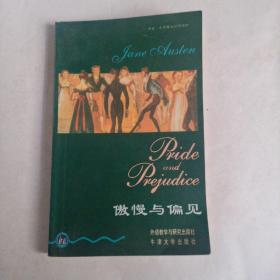 Jane Austen
Pride
and
Prejudice
傲慢与偏见
外语教学与研究出版社
牛津大学出版社